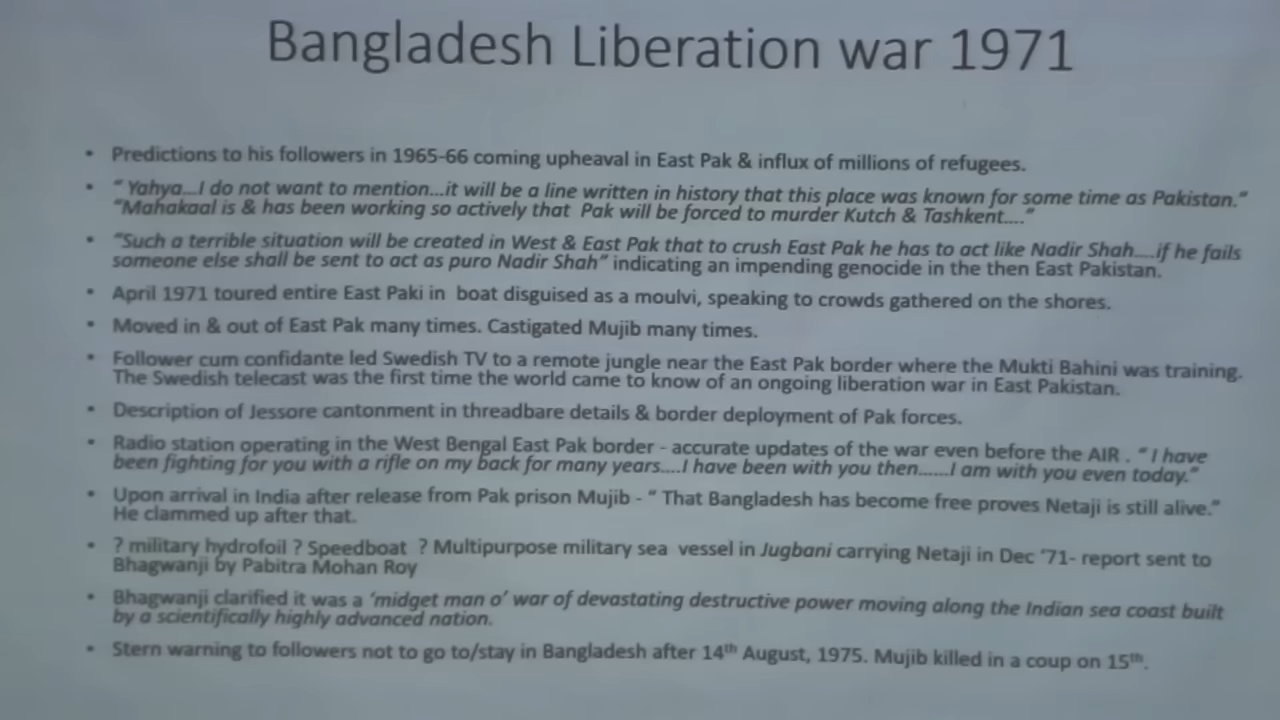 Bangladesh Liberation war 1971
• Predictions to his followers in 1965-66 coming upheaval in East Pak & influx of millions of refugees.
• “ Yahya...I do not want to mention...it will be a line written in history that this place was known for some time as Pakistan.”
“Mahakaal is & has been working so actively that Pak will be forced to murder Kutch & Tashkent....”
• “Such a terrible situation will be created in West & East Pak that to crush East Pak he has to act like Nadir Shah....if he fails
someone else shall be sent to act as puro Nadir Shah” indicating an impending genocide in the then East Pakistan.
• April 1971 toured entire East Paki in boat disguised as a moulvi, speaking to crowds gathered on the shores.
• Moved in & out of East Pak many times. Castigated Mujib many times.
• Follower cum confidante led Swedish TV to a remote jungle near the East Pak border where the Mukti Bahini was training.
The Swedish telecast was the first time the world came to know of an ongoing liberation war in East Pakistan.
• Description of Jessore cantonment in threadbare details & border deployment of Pak forces.
• Radio station operating in the West Bengal East Pak border - accurate updates of the war even before the AIR . “ I have
been fighting for you with a rifle on my back for many years....I have been with you then......I am with you even today.”
• Upon arrival in India after release from Pak prison Mujib - “ That Bangladesh has become free proves Netaji is still alive.”
He clammed up after that.
• ? military hydrofoil ? Speedboat ? Multipurpose military sea vessel in Jugbani carrying Netaji in Dec ‘71- report sent to
Bhagwanji by Pabitra Mohan Roy
• Bhagwanji clarified it was a ‘midget man o’ war of devastating destructive power moving along the Indian sea coast built
by a scientifically highly advanced nation.
• Stern warning to followers not to go to/stay in Bangladesh after 14th August, 1975. Mujib killed in a coup on 15th.